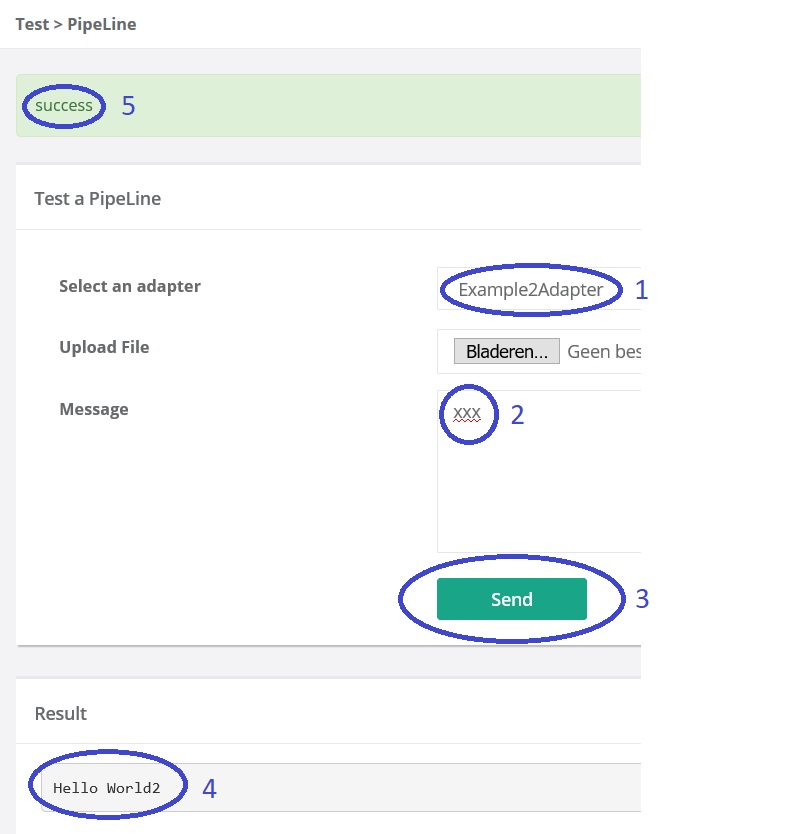 Test > PipeLine
success 5
Test a PipeLine
Select an adapter Example2Adapter 1
Upload File Bladeren... Geen bes
Message xxx 2
Send 3
Result
Hello World2 4